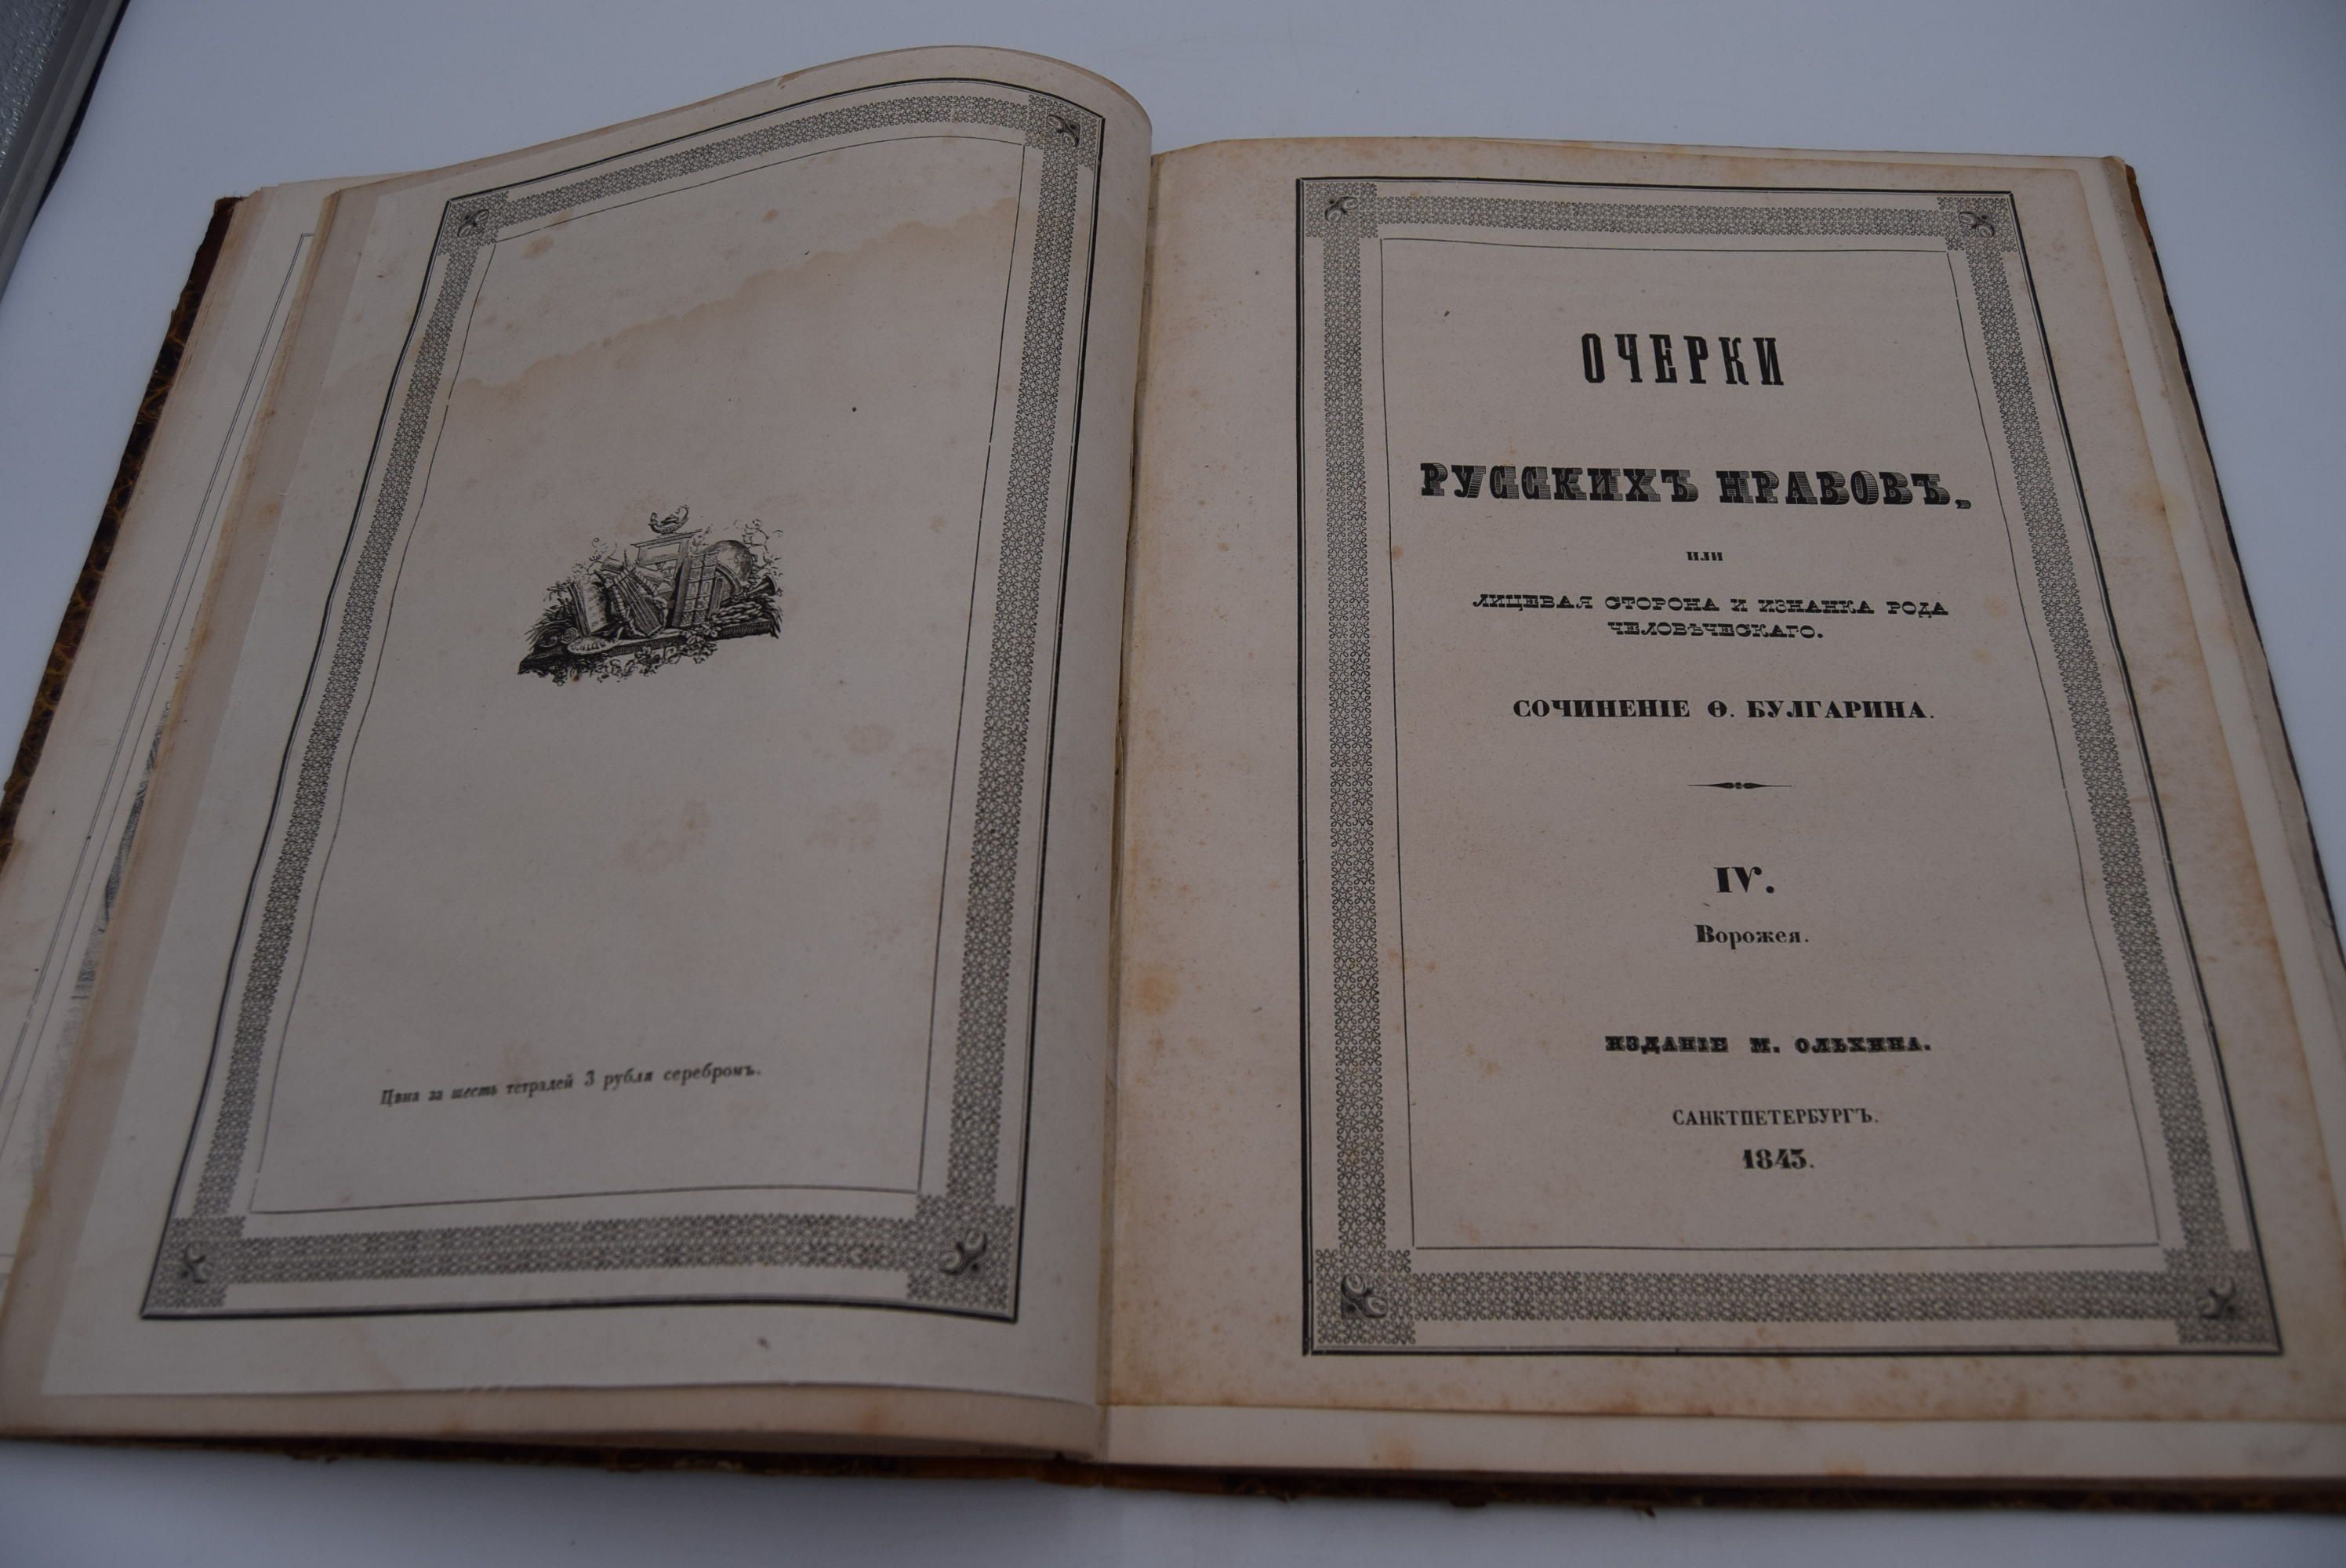 Цѣна за шесть тетрадей 3 рубля серебромъ.
ОЧЕРКИ
РУССКИХЪ НРАВОВЪ,
ИЛИ
ЛИЦЕВАЯ СТОРОНА И ИЗНАНКА РОДА
ЧЕЛОВѢЧЕСКАГО.
СОЧИНЕНІЕ Ѳ. БУЛГАРИНА.
IV.
Ворожея.
ИЗДАНІЕ М. ОЛЬХИНА.
САНКТПЕТЕРБУРГЪ.
1843.